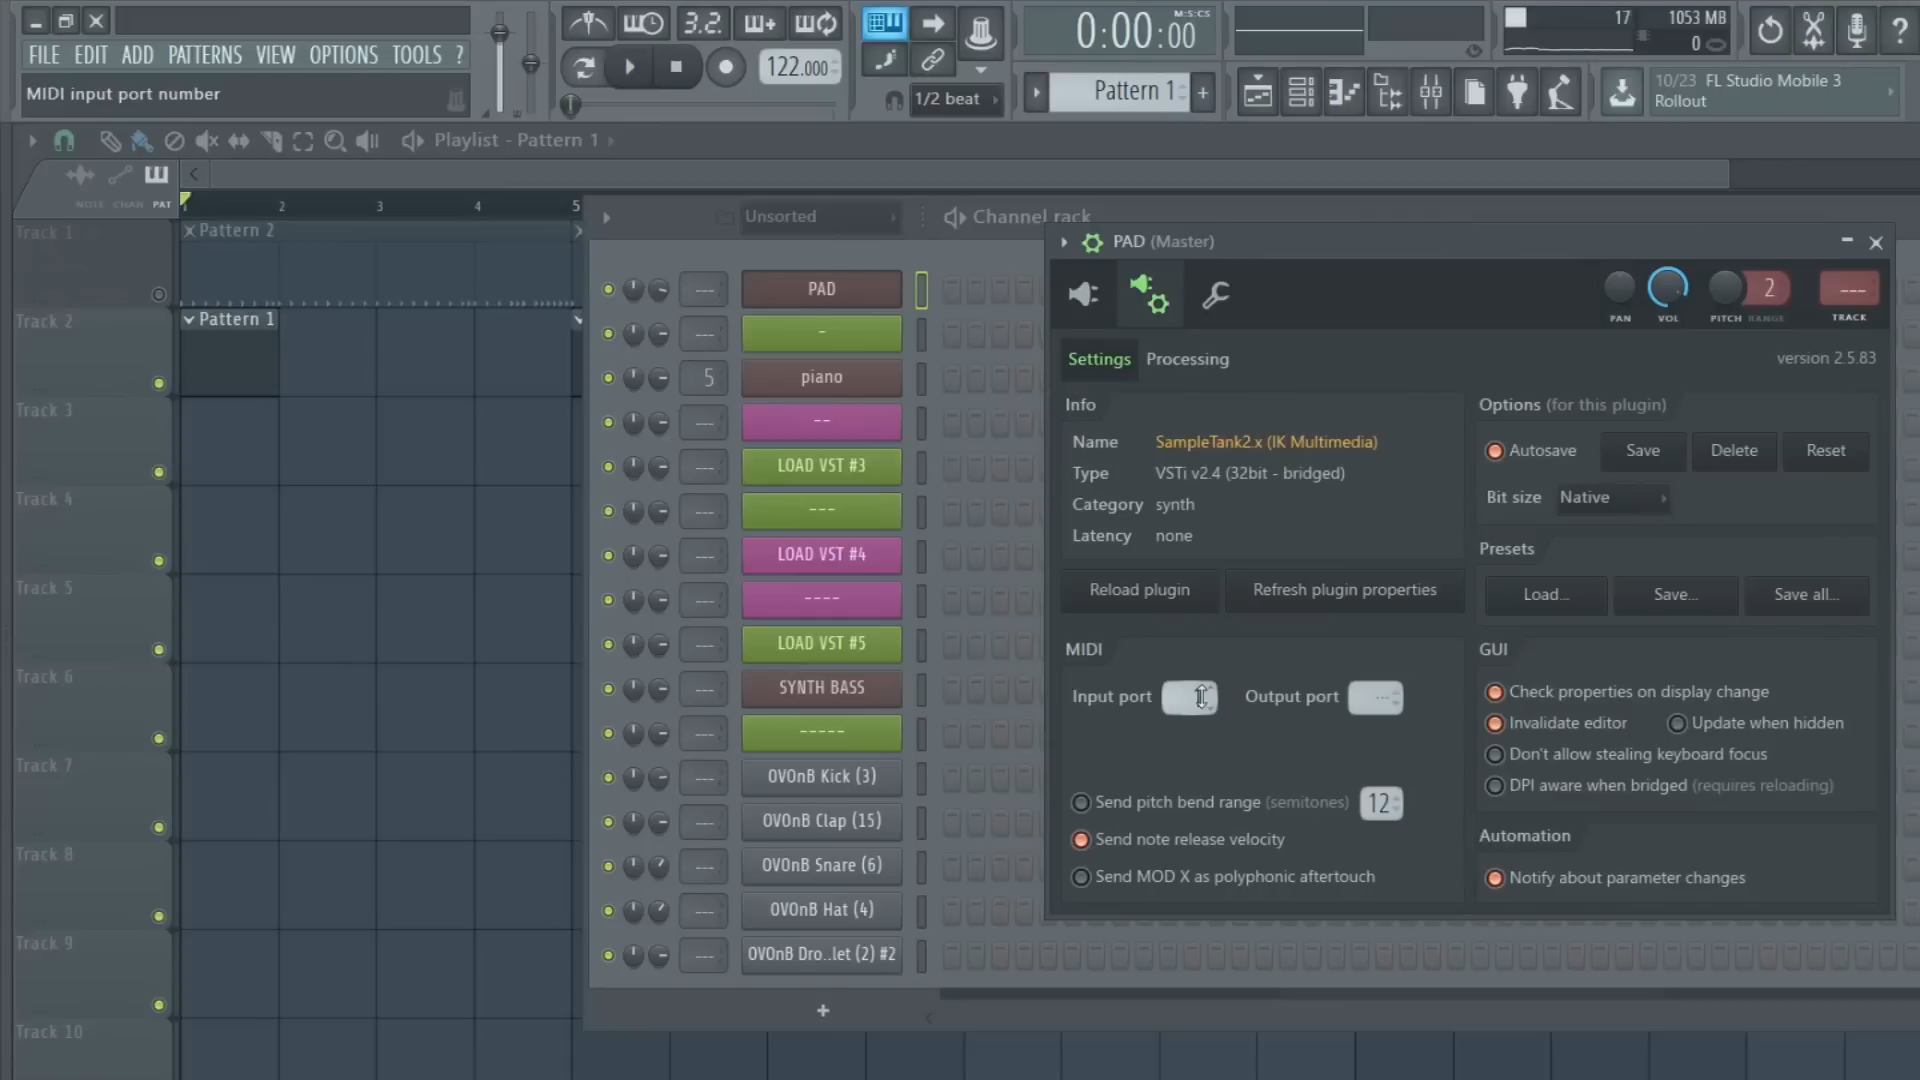 FILE EDIT ADD PATTERNS VIEW OPTIONS TOOLS ?
MIDI input port number
3.2.
122.000
1/2 beat
0:00:00
M:S:CS
Pattern 1
17
1053 MB
0
10/23 FL Studio Mobile 3
Rollout
Playlist - Pattern 1
NOTE CHAN PAT
1 2 3 4 5
Track 1
Pattern 2
Track 2
Pattern 1
Track 3
Track 4
Track 5
Track 6
Track 7
Track 8
Track 9
Track 10
Unsorted
Channel rack
--- PAD
--- -
5 piano
--- --
--- LOAD VST #3
--- ---
--- LOAD VST #4
--- ----
--- LOAD VST #5
--- SYNTH BASS
--- -----
--- OVOnB Kick (3)
--- OVOnB Clap (15)
--- OVOnB Snare (6)
--- OVOnB Hat (4)
--- OVOnB Dro..let (2) #2
+
PAD (Master)
2
---
PAN VOL PITCH RANGE TRACK
Settings Processing
version 2.5.83
Info
Name SampleTank2.x (IK Multimedia)
Type VSTi v2.4 (32bit - bridged)
Category synth
Latency none
Reload plugin
Refresh plugin properties
MIDI
Input port
Output port ---
Send pitch bend range (semitones) 12
Send note release velocity
Send MOD X as polyphonic aftertouch
Options (for this plugin)
Autosave Save Delete Reset
Bit size Native
Presets
Load... Save... Save all...
GUI
Check properties on display change
Invalidate editor Update when hidden
Don't allow stealing keyboard focus
DPI aware when bridged (requires reloading)
Automation
Notify about parameter changes